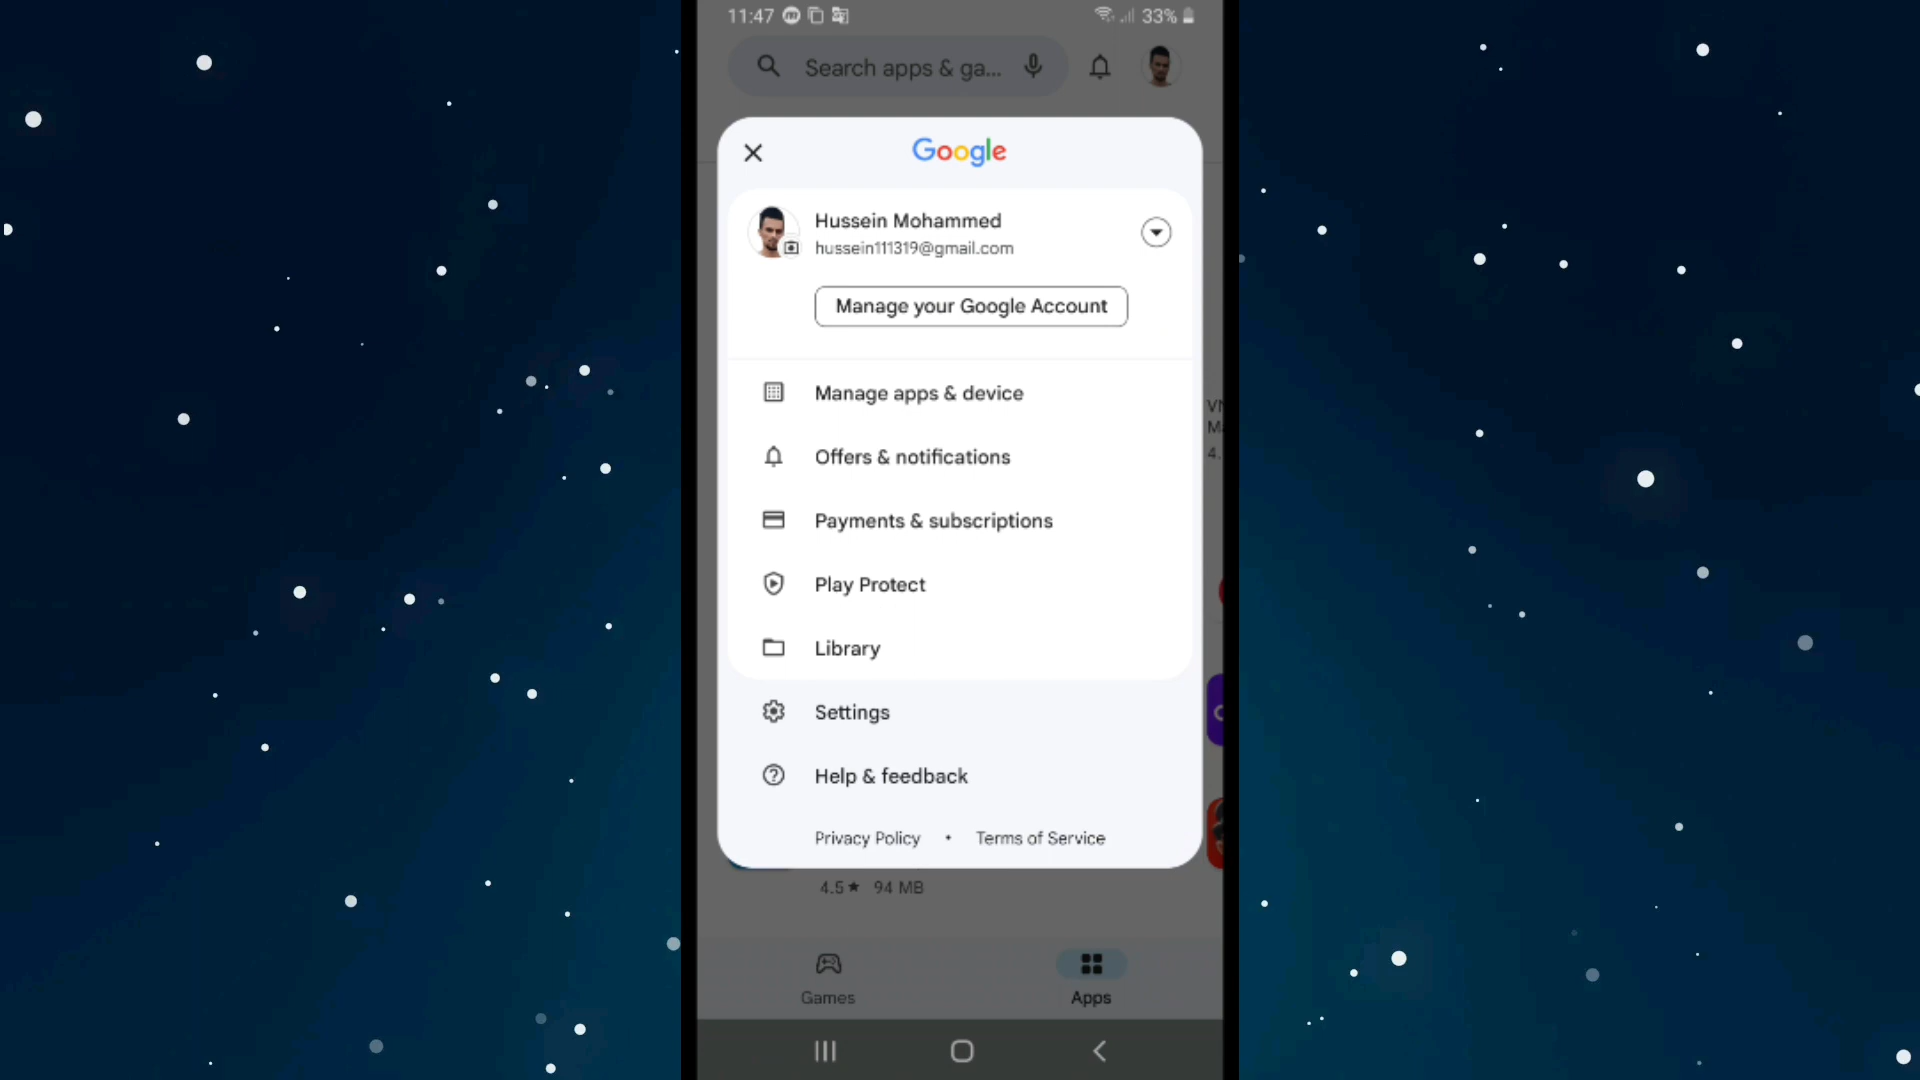 11:47
33%
Search apps & ga...
Google
Hussein Mohammed
hussein111319@gmail.com
Manage your Google Account
Manage apps & device
Offers & notifications
Payments & subscriptions
Play Protect
Library
Settings
Help & feedback
Privacy Policy • Terms of Service
4.5★ 94 MB
Games
Apps